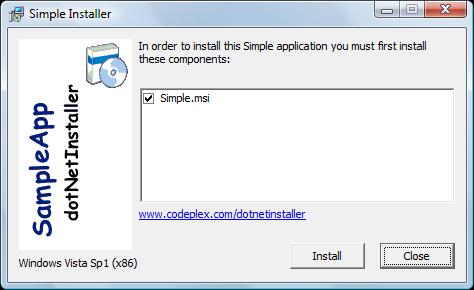 Simple Installer
In order to install this Simple application you must first install
these components:
SampleApp
dotNetInstaller
Simple.msi
www.codeplex.com/dotnetinstaller
Windows Vista Sp1 (x86)
Install
Close